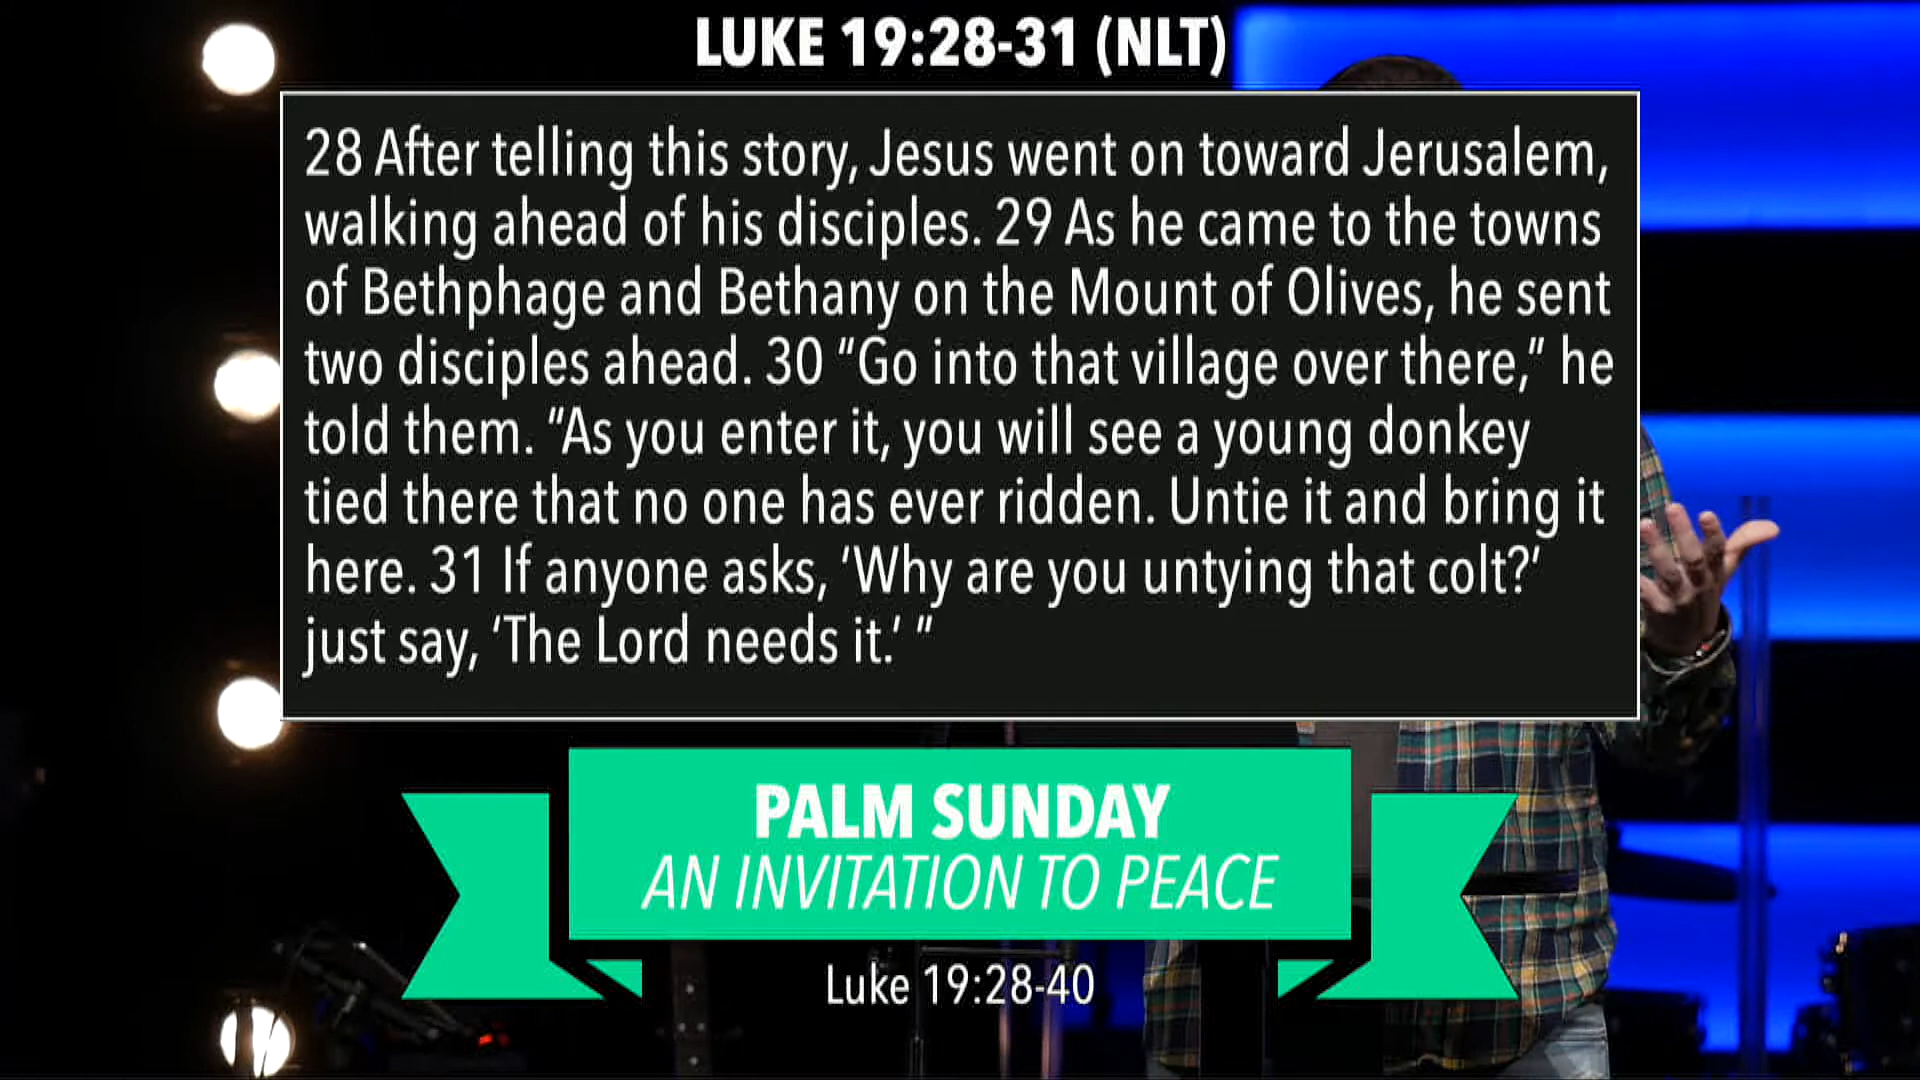 LUKE 19:28-31 (NLT)
28 After telling this story, Jesus went on toward Jerusalem,
walking ahead of his disciples. 29 As he came to the towns
of Bethphage and Bethany on the Mount of Olives, he sent
two disciples ahead. 30 “Go into that village over there,” he
told them. “As you enter it, you will see a young donkey
tied there that no one has ever ridden. Untie it and bring it
here. 31 If anyone asks, ‘Why are you untying that colt?’
just say, ‘The Lord needs it.’ ”
PALM SUNDAY
AN INVITATION TO PEACE
Luke 19:28-40